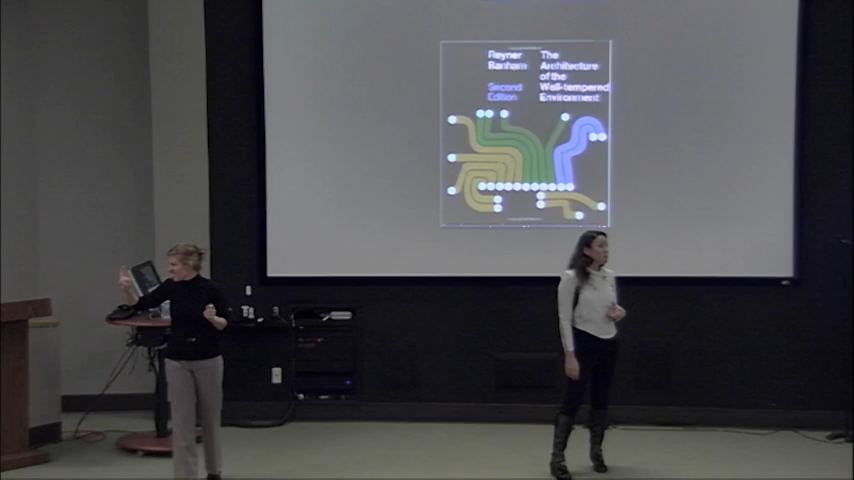 Reyner
Banham
Second
Edition
The
Architecture
of the
Well-tempered
Environment